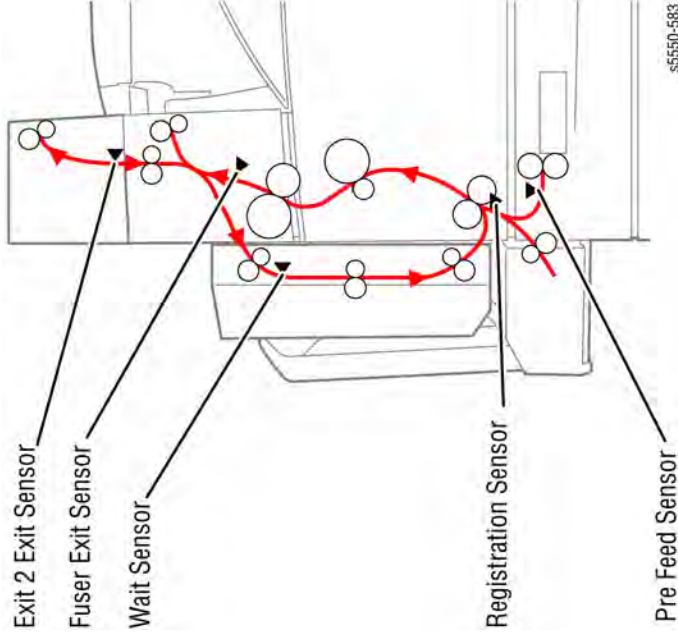 Exit 2 Exit Sensor
Fuser Exit Sensor
Wait Sensor
Registration Sensor
Pre Feed Sensor
s5550-583